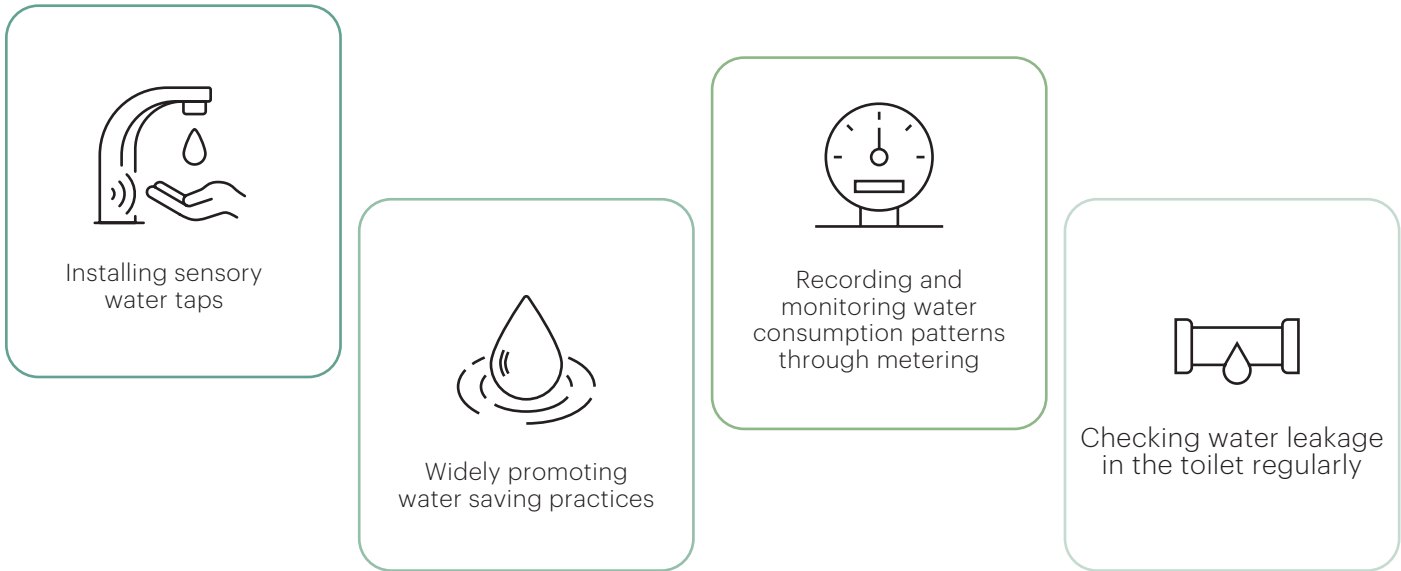 Installing sensory
water taps
Widely promoting
water saving practices
Recording and
monitoring water
consumption patterns
through metering
Checking water leakage
in the toilet regularly